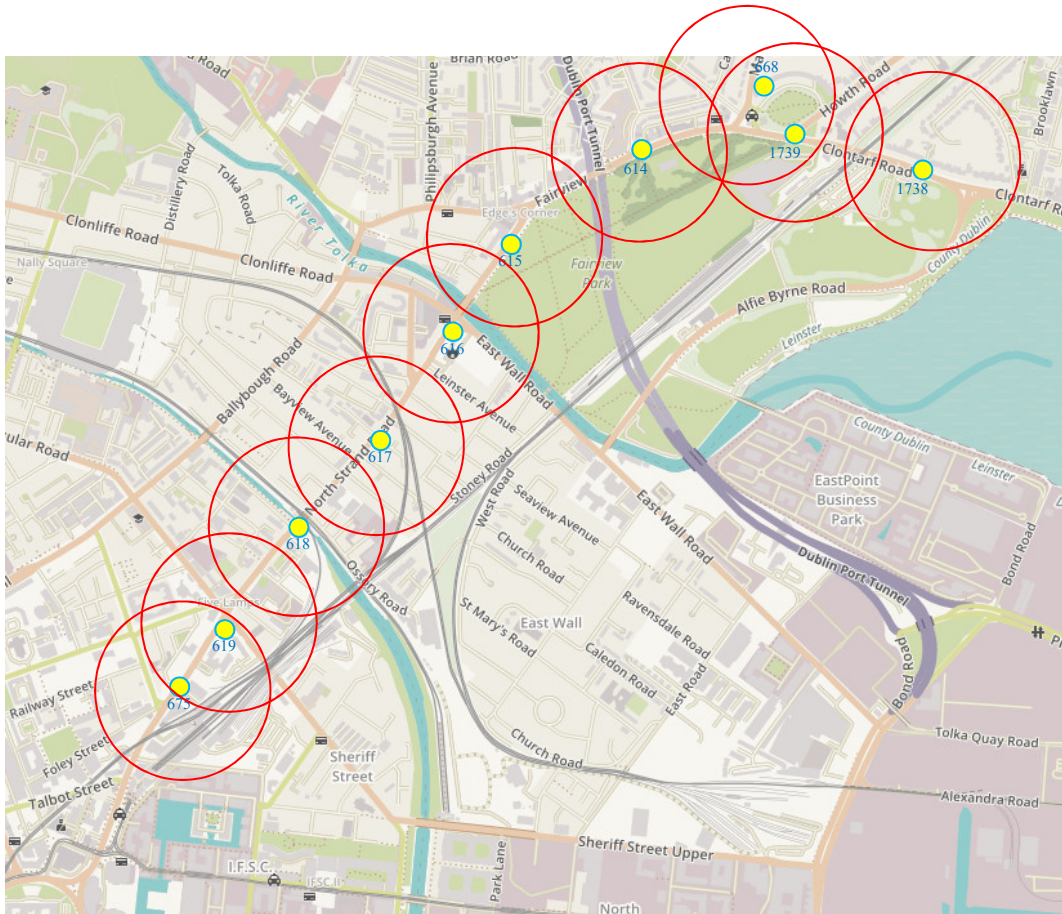 Brian Road
668
Howth Road
Brooklawn
Philipsburgh Avenue
Dublin Port Tunnel
Distillery Road
Tolka Road
614
1739
Clontarf Road
1738
Fairview
River Tolka
Edge's Corner
Clontarf R
Clonliffe Road
Nally Square
Clonliffe Road
615
Fairview
Park
County Dublin
Alfie Byrne Road
Leinster
616
East Wall Road
Leinster Avenue
Ballybough Road
Bayview Avenue
617
North Strand Road
cular Road
Stoney Road
West Road
County Dublin
Leinster
EastPoint
Business
Park
Seaview Avenue
East Wall Road
618
Church Road
Ossory Road
Dublin Port Tunnel
Bond Road
Five Lamps
619
St Mary's Road
East Wall
Ravensdale Road
Caledon Road
East Road
Bond Road
675
Railway Street
Foley Street
Talbot Street
Sheriff
Street
Church Road
Tolka Quay Road
Alexandra Road
Sheriff Street Upper
I.F.S.C.
IFSC II
Park Lane
North